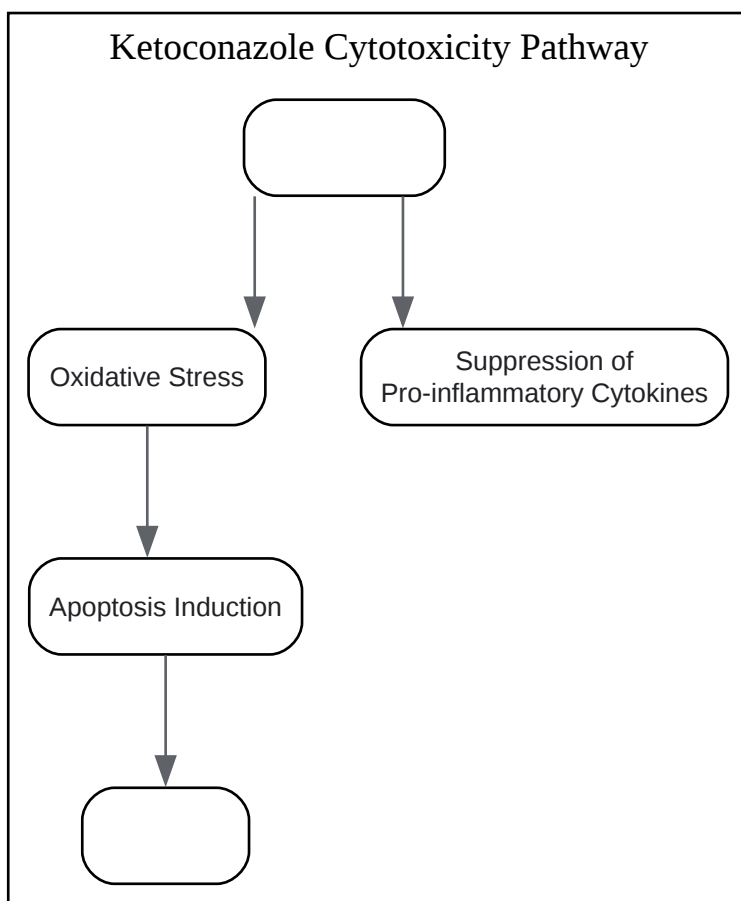 Ketoconazole Cytotoxicity Pathway
Oxidative Stress
Suppression of
Pro-inflammatory Cytokines
Apoptosis Induction